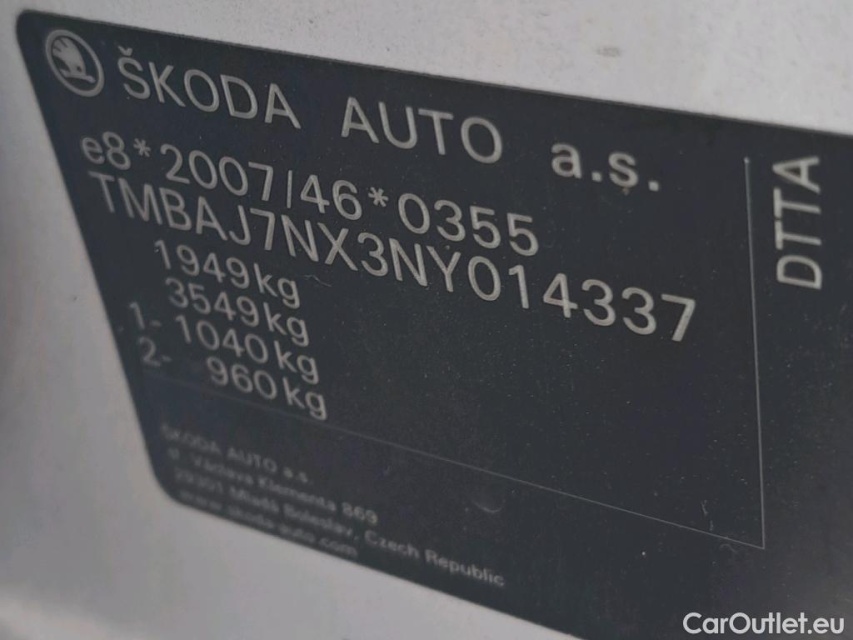 ŠKODA AUTO a.s.
e8*2007/46*0355
TMBAJ7NX3NY014337
1949kg
3549kg
1- 1040kg
2- 960kg
DTTA
ŠKODA AUTO a.s.
tř. Václava Klementa 869
29301 Mladá Boleslav, Czech Republic
www.skoda-auto.com
CarOutlet.eu